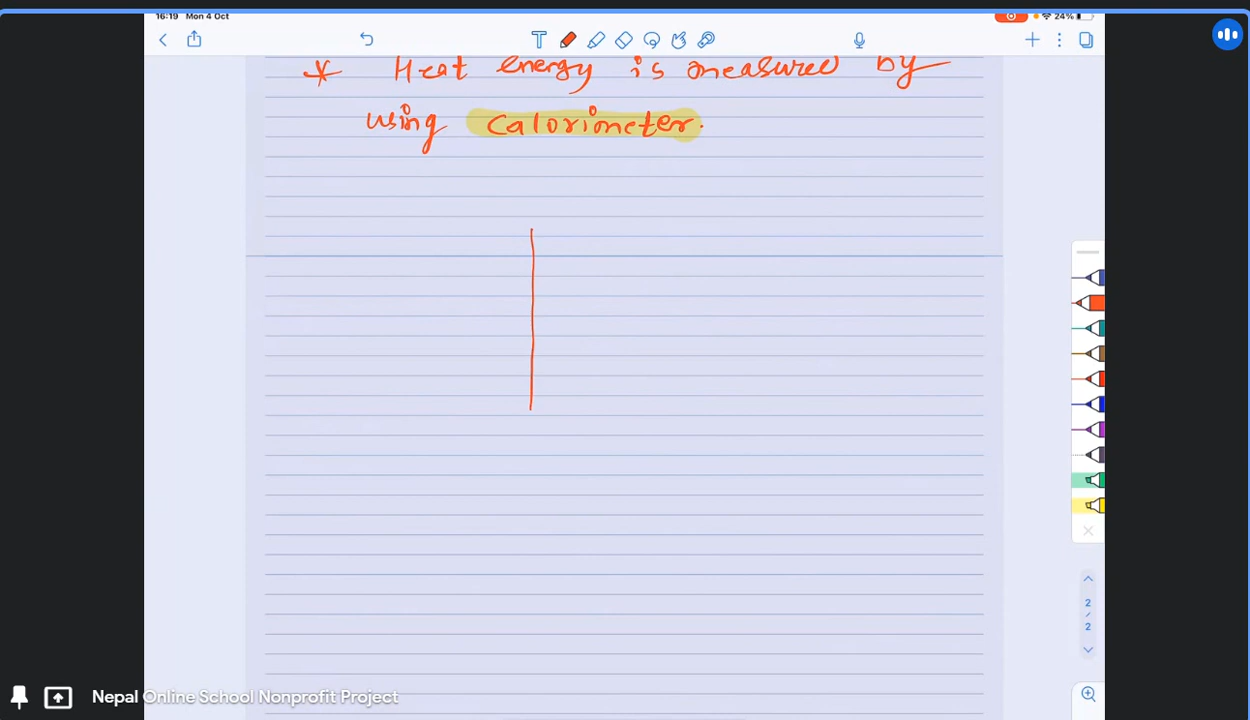 16:19 Mon 4 Oct
24%
* Heat energy is measured by
using calorimeter.
2
2
Nepal Online School Nonprofit Project